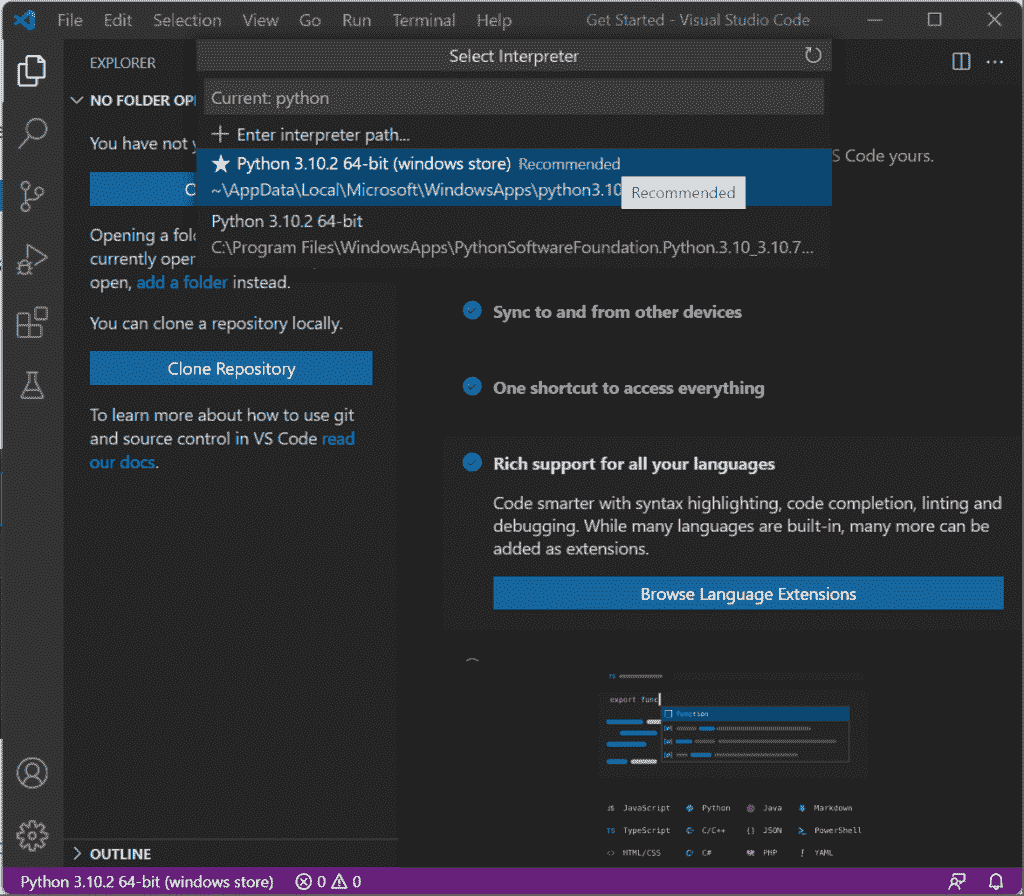 File Edit Selection View Go Run Terminal Help Get Started - Visual Studio Code
Select Interpreter
Current: python
Enter interpreter path...
Python 3.10.2 64-bit (windows store) Recommended
~\AppData\Local\Microsoft\WindowsApps\python3.10
Recommended
Python 3.10.2 64-bit
C:\Program Files\WindowsApps\PythonSoftwareFoundation.Python.3.10_3.10.7...
EXPLORER
NO FOLDER OP
You have not y
Opening a fol
currently open
open, add a folder instead.
You can clone a repository locally.
Clone Repository
To learn more about how to use git
and source control in VS Code read
our docs.
OUTLINE
S Code yours.
Sync to and from other devices
One shortcut to access everything
Rich support for all your languages
Code smarter with syntax highlighting, code completion, linting and
debugging. While many languages are built-in, many more can be
added as extensions.
Browse Language Extensions
TS
export func
function
JS JavaScript Python Java Markdown
TS TypeScript C/C++ {} JSON PowerShell
<> HTML/CSS C# PHP ! YAML
Python 3.10.2 64-bit (windows store) 0 0